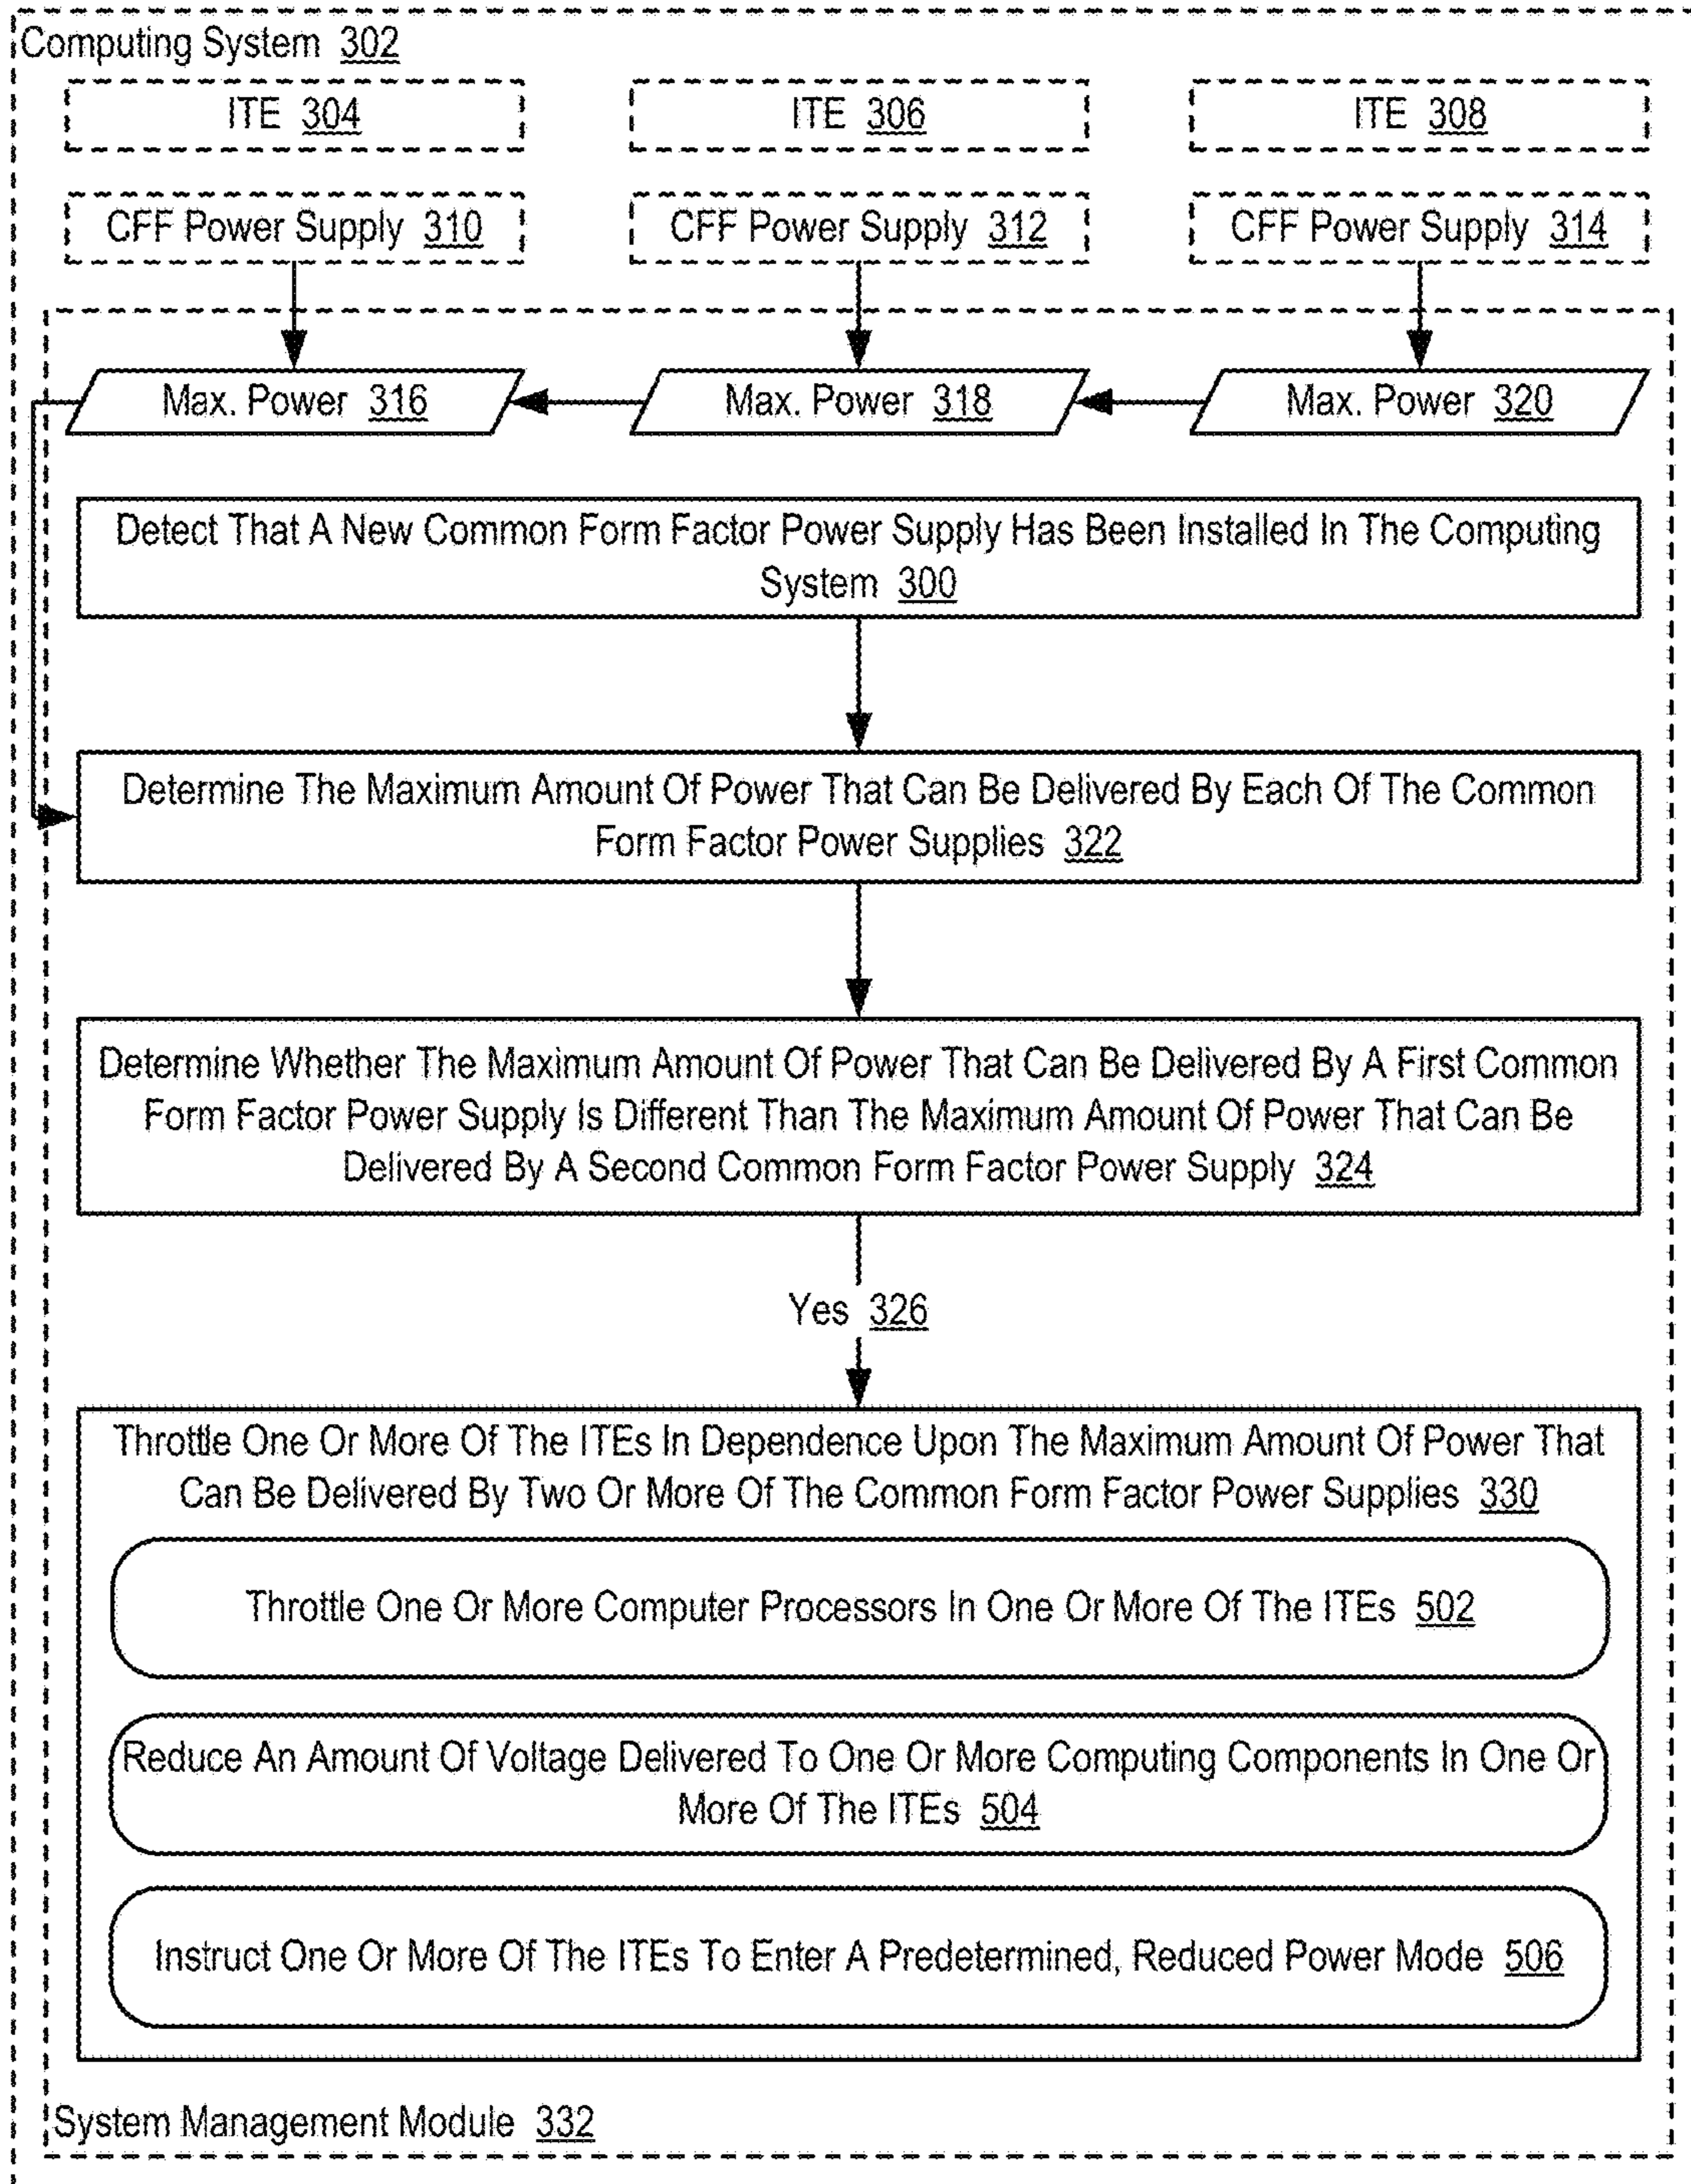 Computing System 302
ITE 304
ITE 306
ITE 308
CFF Power Supply 310
CFF Power Supply 312
CFF Power Supply 314
Max. Power 316
Max. Power 318
Max. Power 320
Detect That A New Common Form Factor Power Supply Has Been Installed In The Computing
System 300
Determine The Maximum Amount Of Power That Can Be Delivered By Each Of The Common
Form Factor Power Supplies 322
Determine Whether The Maximum Amount Of Power That Can Be Delivered By A First Common
Form Factor Power Supply Is Different Than The Maximum Amount Of Power That Can Be
Delivered By A Second Common Form Factor Power Supply 324
Yes 326
Throttle One Or More Of The ITEs In Dependence Upon The Maximum Amount Of Power That
Can Be Delivered By Two Or More Of The Common Form Factor Power Supplies 330
Throttle One Or More Computer Processors In One Or More Of The ITEs 502
Reduce An Amount Of Voltage Delivered To One Or More Computing Components In One Or
More Of The ITEs 504
Instruct One Or More Of The ITEs To Enter A Predetermined, Reduced Power Mode 506
System Management Module 332